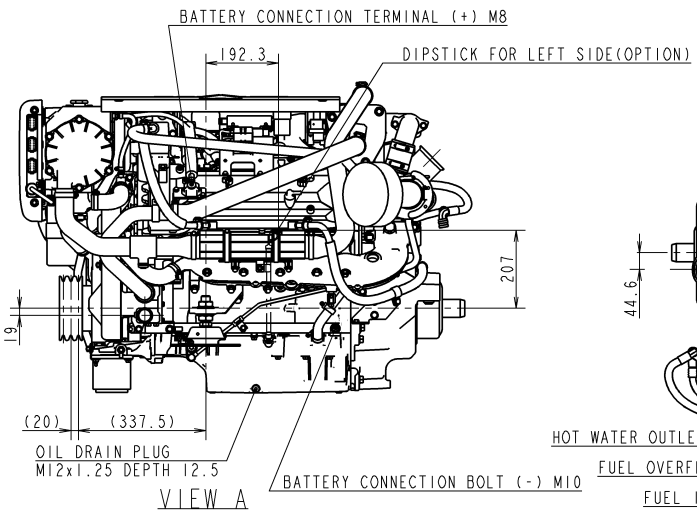 BATTERY CONNECTION TERMINAL (+) M8
192.3
DIPSTICK FOR LEFT SIDE(OPTION)
207
44.6
19
(20)
(337.5)
OIL DRAIN PLUG
M12x1.25 DEPTH 12.5
VIEW A
BATTERY CONNECTION BOLT (-) M10
HOT WATER OUTLE
FUEL OVERF
FUEL